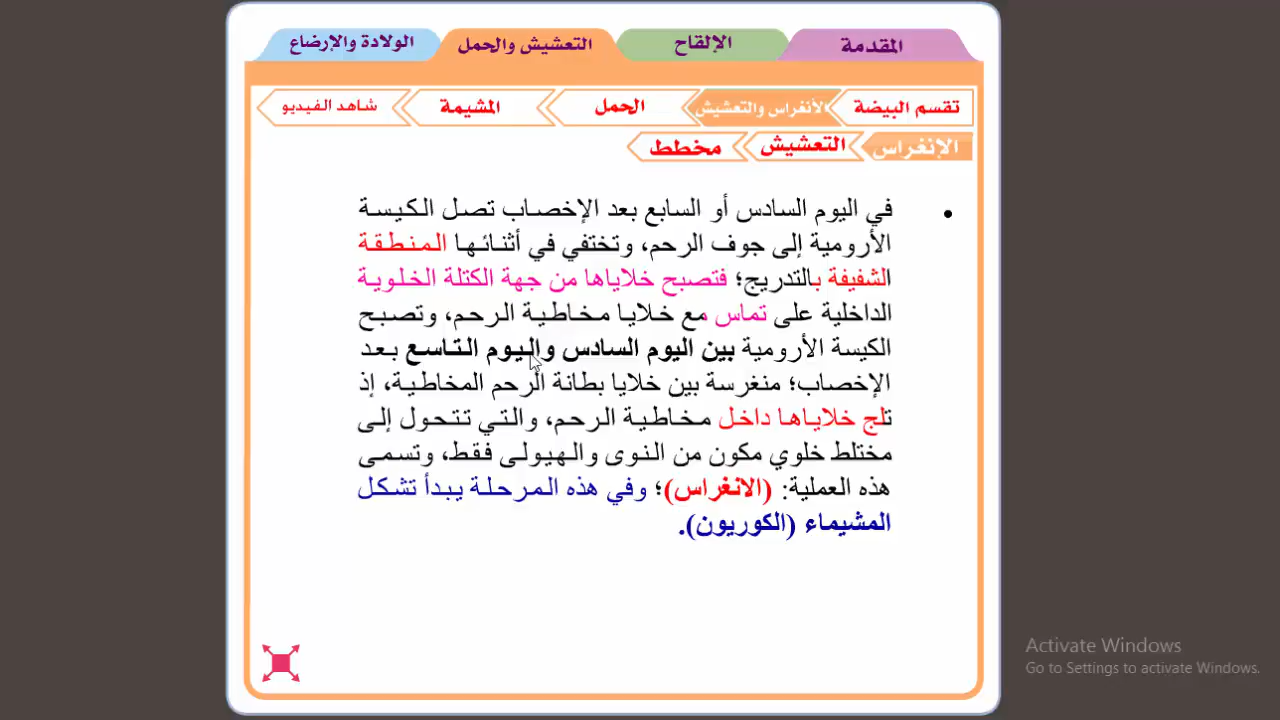 المقدمة
الإلقاح
التعشيش والحمل
الولادة والإرضاع
تقسم البيضة
الأنغراس والتعشيش
الحمل
المشيمة
شاهد الفيديو
الإنغراس
التعشيش
مخطط
• في اليوم السادس أو السابع بعد الإخصاب تصل الكيسة
الأرومية إلى جوف الرحم، وتختفي في أثنائها المنطقة
الشفيفة بالتدريج؛ فتصبح خلاياها من جهة الكتلة الخلوية
الداخلية على تماس مع خلايا مخاطية الرحم، وتصبح
الكيسة الأرومية بين اليوم السادس واليوم التاسع بعد
الإخصاب؛ منغرسة بين خلايا بطانة الرحم المخاطية، إذ
تلج خلاياها داخل مخاطية الرحم، والتي تتحول إلى
مختلط خلوي مكون من النوى والهيولى فقط، وتسمى
هذه العملية: (الانغراس)؛ وفي هذه المرحلة يبدأ تشكل
المشيماء (الكوريون).
Activate Windows
Go to Settings to activate Windows.